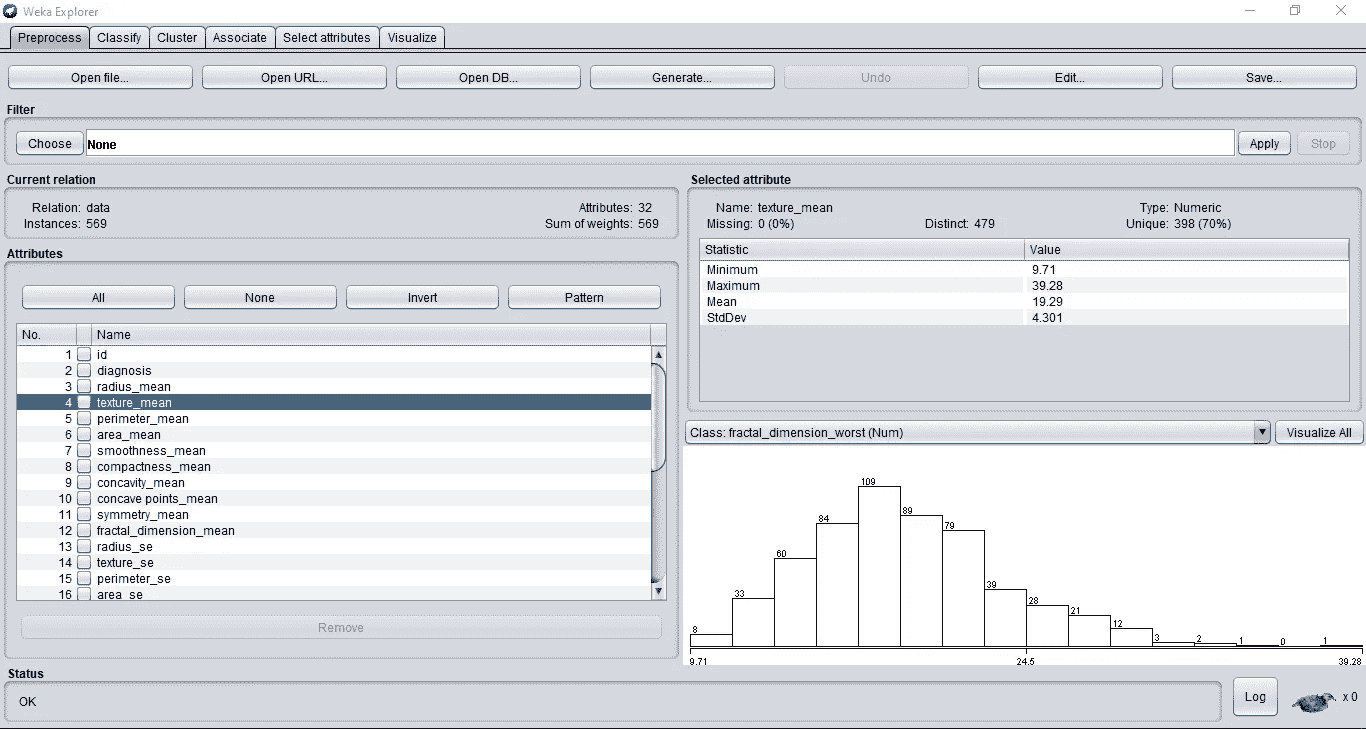 Weka Explorer
Preprocess Classify Cluster Associate Select attributes Visualize
Open file... Open URL... Open DB... Generate... Undo Edit... Save...
Filter
Choose None Apply Stop
Current relation
Relation: data Attributes: 32
Instances: 569 Sum of weights: 569
Attributes
All None Invert Pattern
No. Name
1 id
2 diagnosis
3 radius_mean
4 texture_mean
5 perimeter_mean
6 area_mean
7 smoothness_mean
8 compactness_mean
9 concavity_mean
10 concave points_mean
11 symmetry_mean
12 fractal_dimension_mean
13 radius_se
14 texture_se
15 perimeter_se
16 area_se
Remove
Selected attribute
Name: texture_mean Type: Numeric
Missing: 0 (0%) Distinct: 479 Unique: 398 (70%)
Statistic Value
Minimum 9.71
Maximum 39.28
Mean 19.29
StdDev 4.301
Class: fractal_dimension_worst (Num) Visualize All
8 33 60 84 109 89 79 39 28 21 12 3 2 1 0 1
9.71 24.5 39.28
Status
OK Log x 0